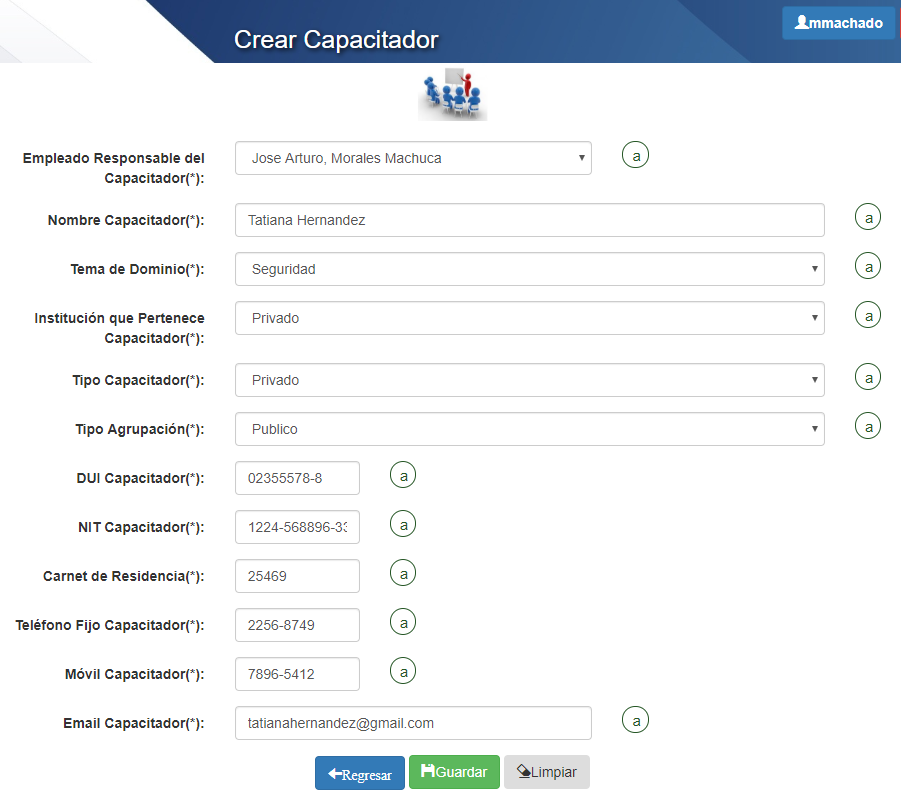 mmachado
Crear Capacitador
Empleado Responsable del
Capacitador(*):
Jose Arturo, Morales Machuca
a
Nombre Capacitador(*):
Tatiana Hernandez
a
Tema de Dominio(*):
Seguridad
a
Institución que Pertenece
Capacitador(*):
Privado
a
Tipo Capacitador(*):
Privado
a
Tipo Agrupación(*):
Publico
a
DUI Capacitador(*):
02355578-8
a
NIT Capacitador(*):
1224-568896-33
a
Carnet de Residencia(*):
25469
a
Teléfono Fijo Capacitador(*):
2256-8749
a
Móvil Capacitador(*):
7896-5412
a
Email Capacitador(*):
tatianahernandez@gmail.com
a
Regresar
Guardar
Limpiar